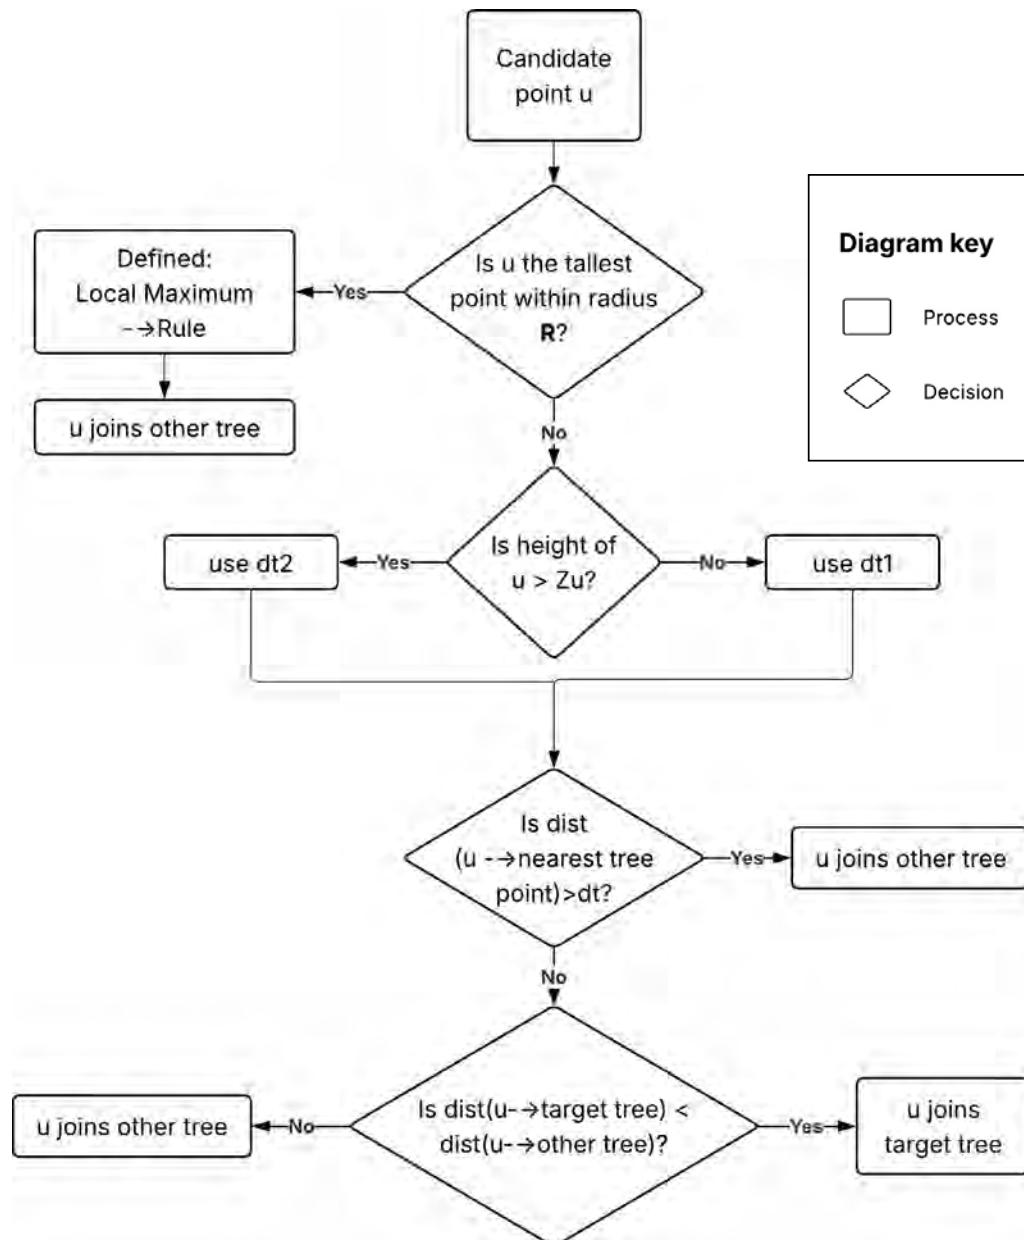 Candidate
point u
Is u the tallest
point within radius
R?
Yes
Defined:
Local Maximum
-→Rule
u joins other tree
Diagram key
Process
Decision
No
Is height of
u > Zu?
Yes
use dt2
No
use dt1
Is dist
(u -→nearest tree
point)>dt?
Yes
u joins other tree
No
Is dist(u-→target tree) <
dist(u-→other tree)?
No
u joins other tree
Yes
u joins
target tree